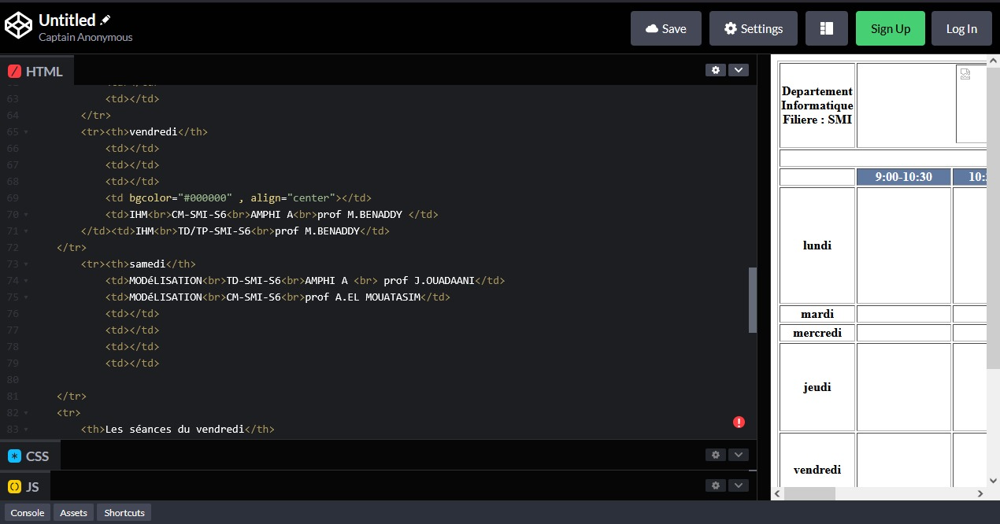 Untitled
Captain Anonymous
Save
Settings
Sign Up
Log In
HTML
63 <td></td>
64 </tr>
65 <tr><th>vendredi</th>
66 <td></td>
67 <td></td>
68 <td></td>
69 <td bgcolor="#000000" , align="center"></td>
70 <td>IHM<br>CM-SMI-S6<br>AMPHI A<br>prof M.BENADDY </td>
71 </td><td>IHM<br>TD/TP-SMI-S6<br>prof M.BENADDY</td>
72 </tr>
73 <tr><th>samedi</th>
74 <td>MODéLISATION<br>TD-SMI-S6<br>AMPHI A <br> prof J.OUADAANI</td>
75 <td>MODéLISATION<br>CM-SMI-S6<br>prof A.EL MOUATASIM</td>
76 <td></td>
77 <td></td>
78 <td></td>
79 <td></td>
80
81 </tr>
82 <tr>
83 <th>Les séances du vendredi</th>
CSS
JS
Console
Assets
Shortcuts
Departement
Informatique
Filiere : SMI
9:00-10:30
10:
lundi
mardi
mercredi
jeudi
vendredi